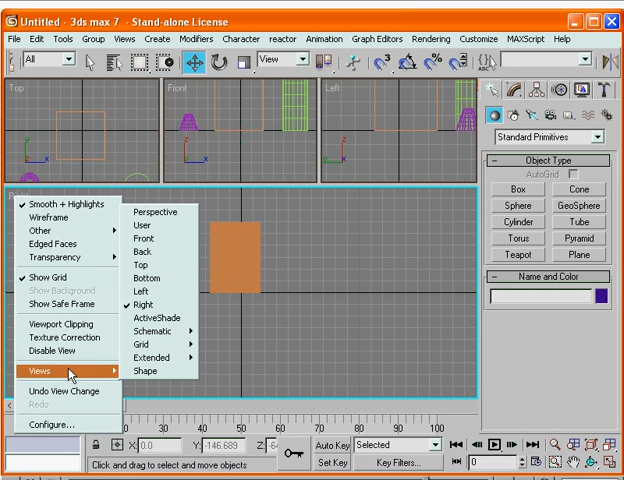 Untitled - 3ds max 7 - Stand-alone License
File Edit Tools Group Views Create Modifiers Character reactor Animation Graph Editors Rendering Customize MAXScript Help
All View
Top Front Left
Standard Primitives
Object Type
AutoGrid
Box Cone
Sphere GeoSphere
Cylinder Tube
Torus Pyramid
Teapot Plane
Name and Color
Smooth + Highlights
Wireframe
Other
Edged Faces
Transparency
Show Grid
Show Background
Show Safe Frame
Viewport Clipping
Texture Correction
Disable View
Views
Undo View Change
Redo
Configure...
Perspective
User
Front
Back
Top
Bottom
Left
Right
ActiveShade
Schematic
Grid
Extended
Shape
30 40 50 60 70 80 90 100
X: 0.0 Y: -146.689 Z:
Auto Key Selected
Click and drag to select and move objects
Set Key Key Filters... 0